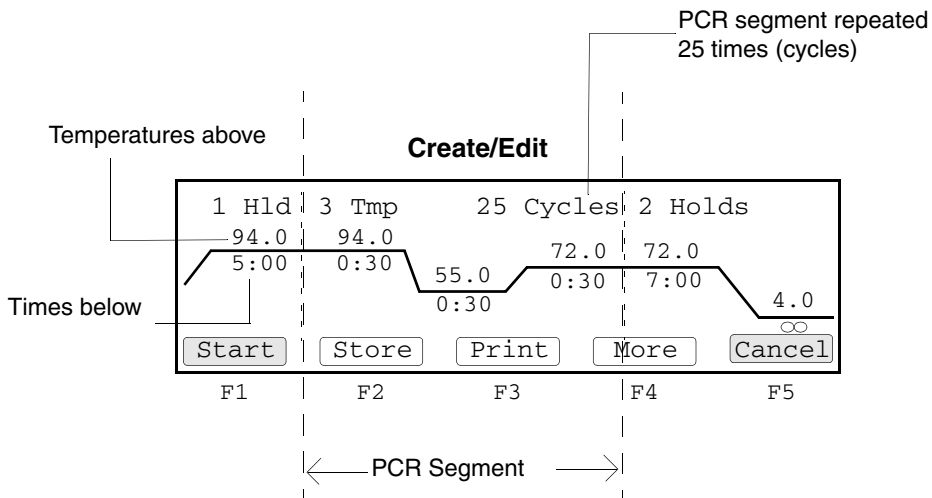 PCR segment repeated
25 times (cycles)
Temperatures above
Create/Edit
1 Hld 3 Tmp 25 Cycles 2 Holds
94.0 94.0 72.0 72.0
5:00 0:30 55.0 0:30 7:00
0:30 4.0
∞
Times below
Start Store Print More Cancel
F1 F2 F3 F4 F5
PCR Segment